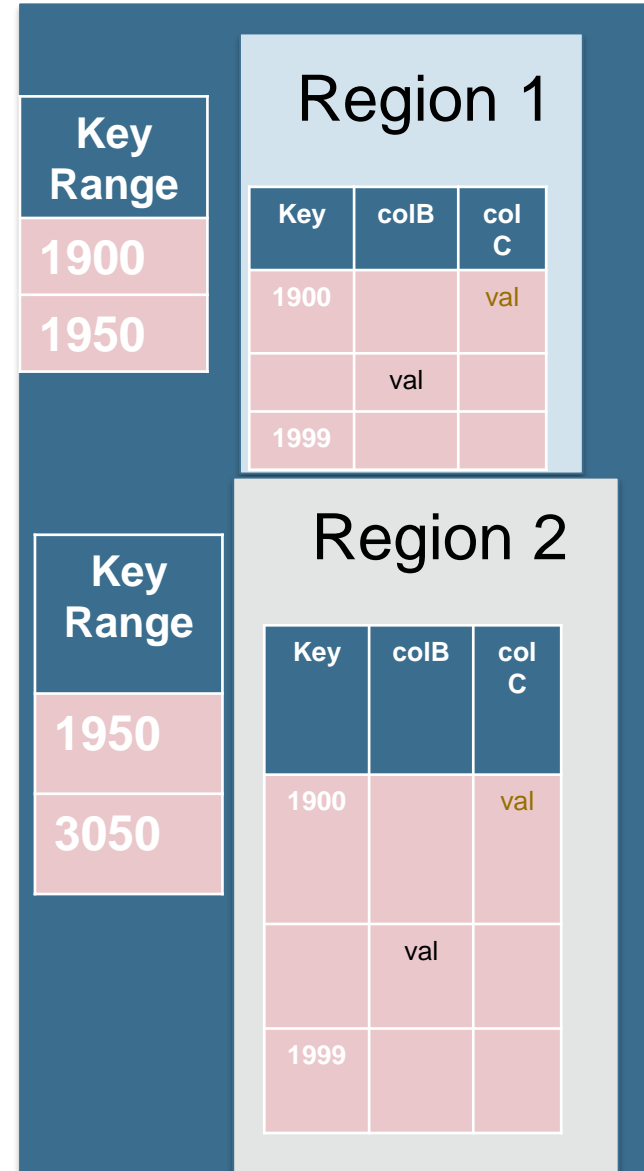 Region 1
Key
Range
1900
1950
Key colB col
C
1900 val
val
1999
Region 2
Key
Range
1950
3050
Key colB col
C
1900 val
val
1999